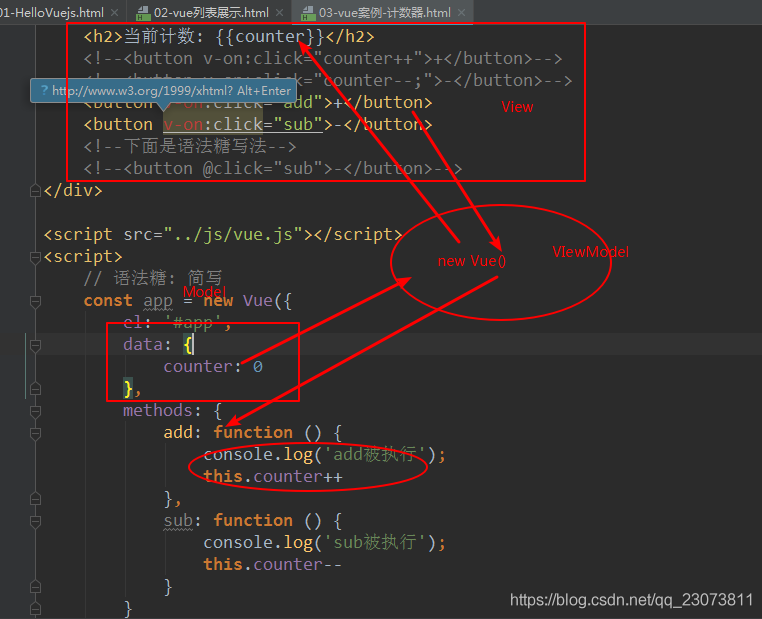 01-HelloVuejs.html × 02-vue列表展示.html × 03-vue案例-计数器.html ×
<h2>当前计数: {{counter}}</h2>
<!--<button v-on:click="counter++">+</button>-->
<!--<button v-on:click="counter--;">-</button>-->
? http://www.w3.org/1999/xhtml? Alt+Enter
<button v-on:click="add">+</button>
View
<button v-on:click="sub">-</button>
<!--下面是语法糖写法-->
<!--<button @click="sub">-</button>-->
</div>
<script src="../js/vue.js"></script>
<script>
new Vue()
VIewModel
// 语法糖: 简写
Model
const app = new Vue({
el: '#app',
data: {
counter: 0
},
methods: {
add: function () {
console.log('add被执行');
this.counter++
},
sub: function () {
console.log('sub被执行');
this.counter--
}
}
https://blog.csdn.net/qq_23073811